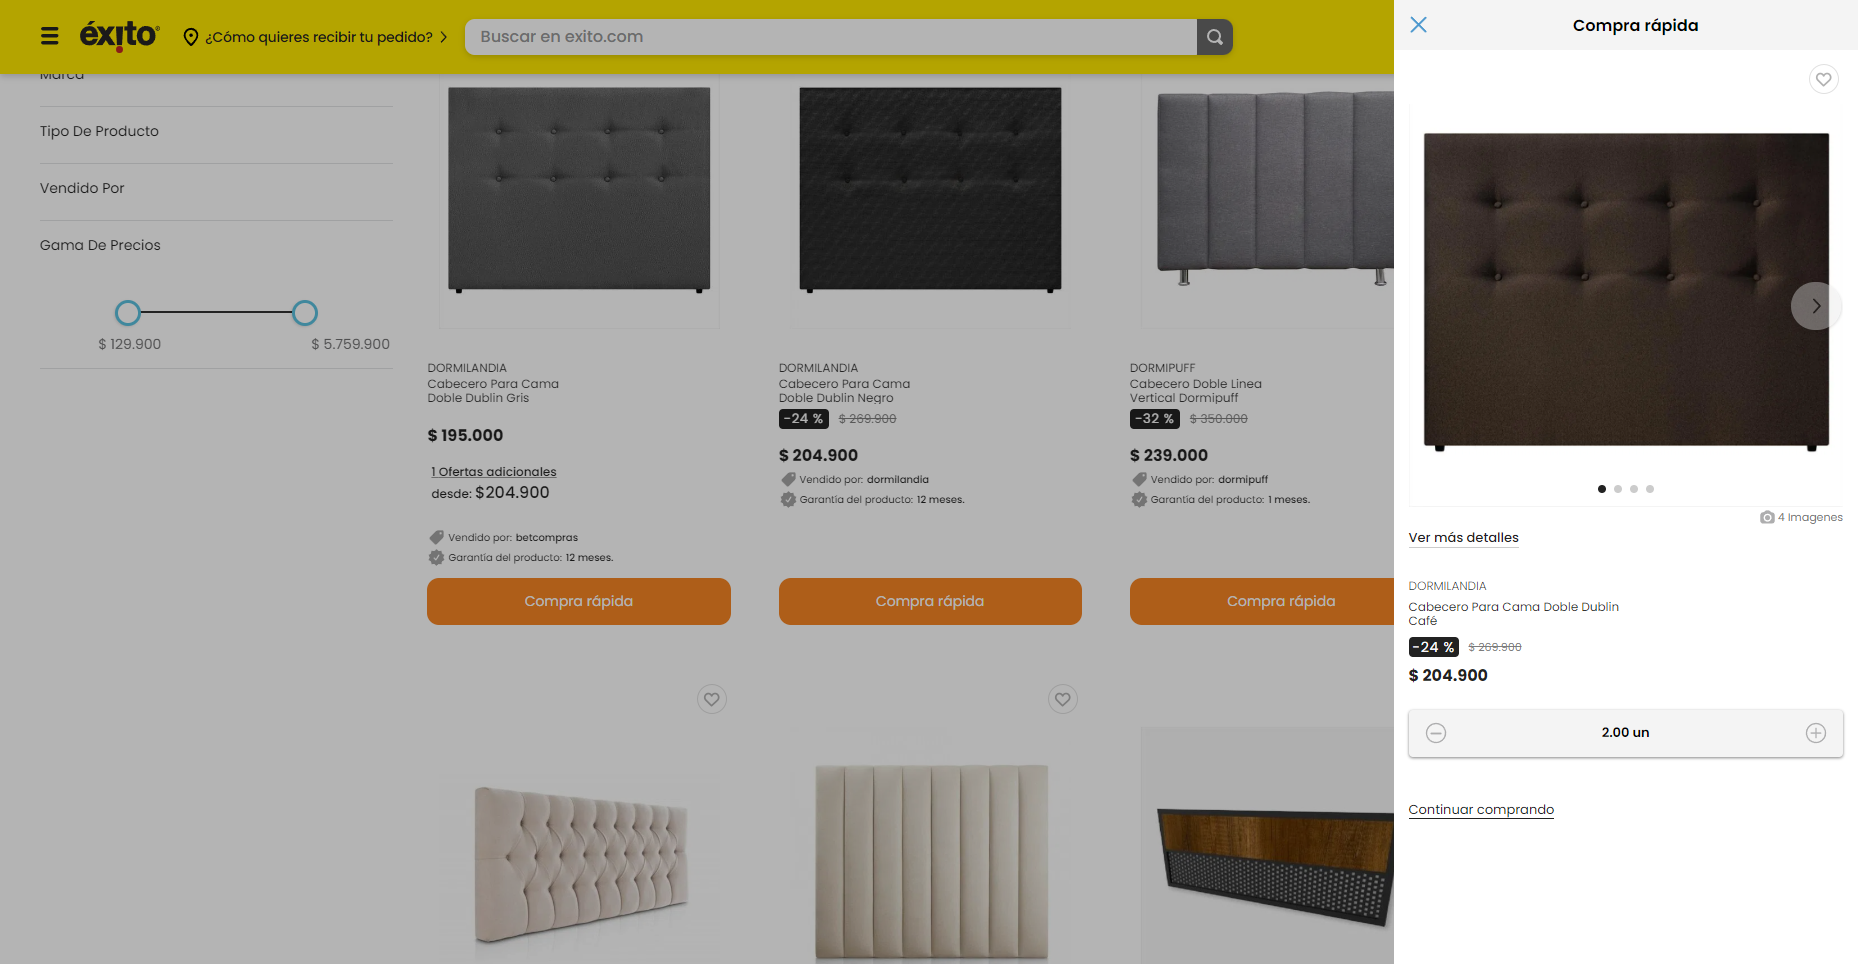 éxito
¿Cómo quieres recibir tu pedido?
Buscar en exito.com
Marca
Tipo De Producto
Vendido Por
Gama De Precios
$ 129.900
$ 5.759.900
DORMILANDIA
Cabecero Para Cama
Doble Dublin Gris
$ 195.000
1 Ofertas adicionales
desde: $204.900
Vendido por: betcompras
Garantía del producto: 12 meses.
Compra rápida
DORMILANDIA
Cabecero Para Cama
Doble Dublin Negro
-24 % $ 269.900
$ 204.900
Vendido por: dormilandia
Garantía del producto: 12 meses.
Compra rápida
DORMIPUFF
Cabecero Doble Linea
Vertical Dormipuff
-32 % $ 350.000
$ 239.000
Vendido por: dormipuff
Garantía del producto: 1 meses.
Compra rápida
Compra rápida
4 Imagenes
Ver más detalles
DORMILANDIA
Cabecero Para Cama Doble Dublin
Café
-24 % $ 269.900
$ 204.900
2.00 un
Continuar comprando